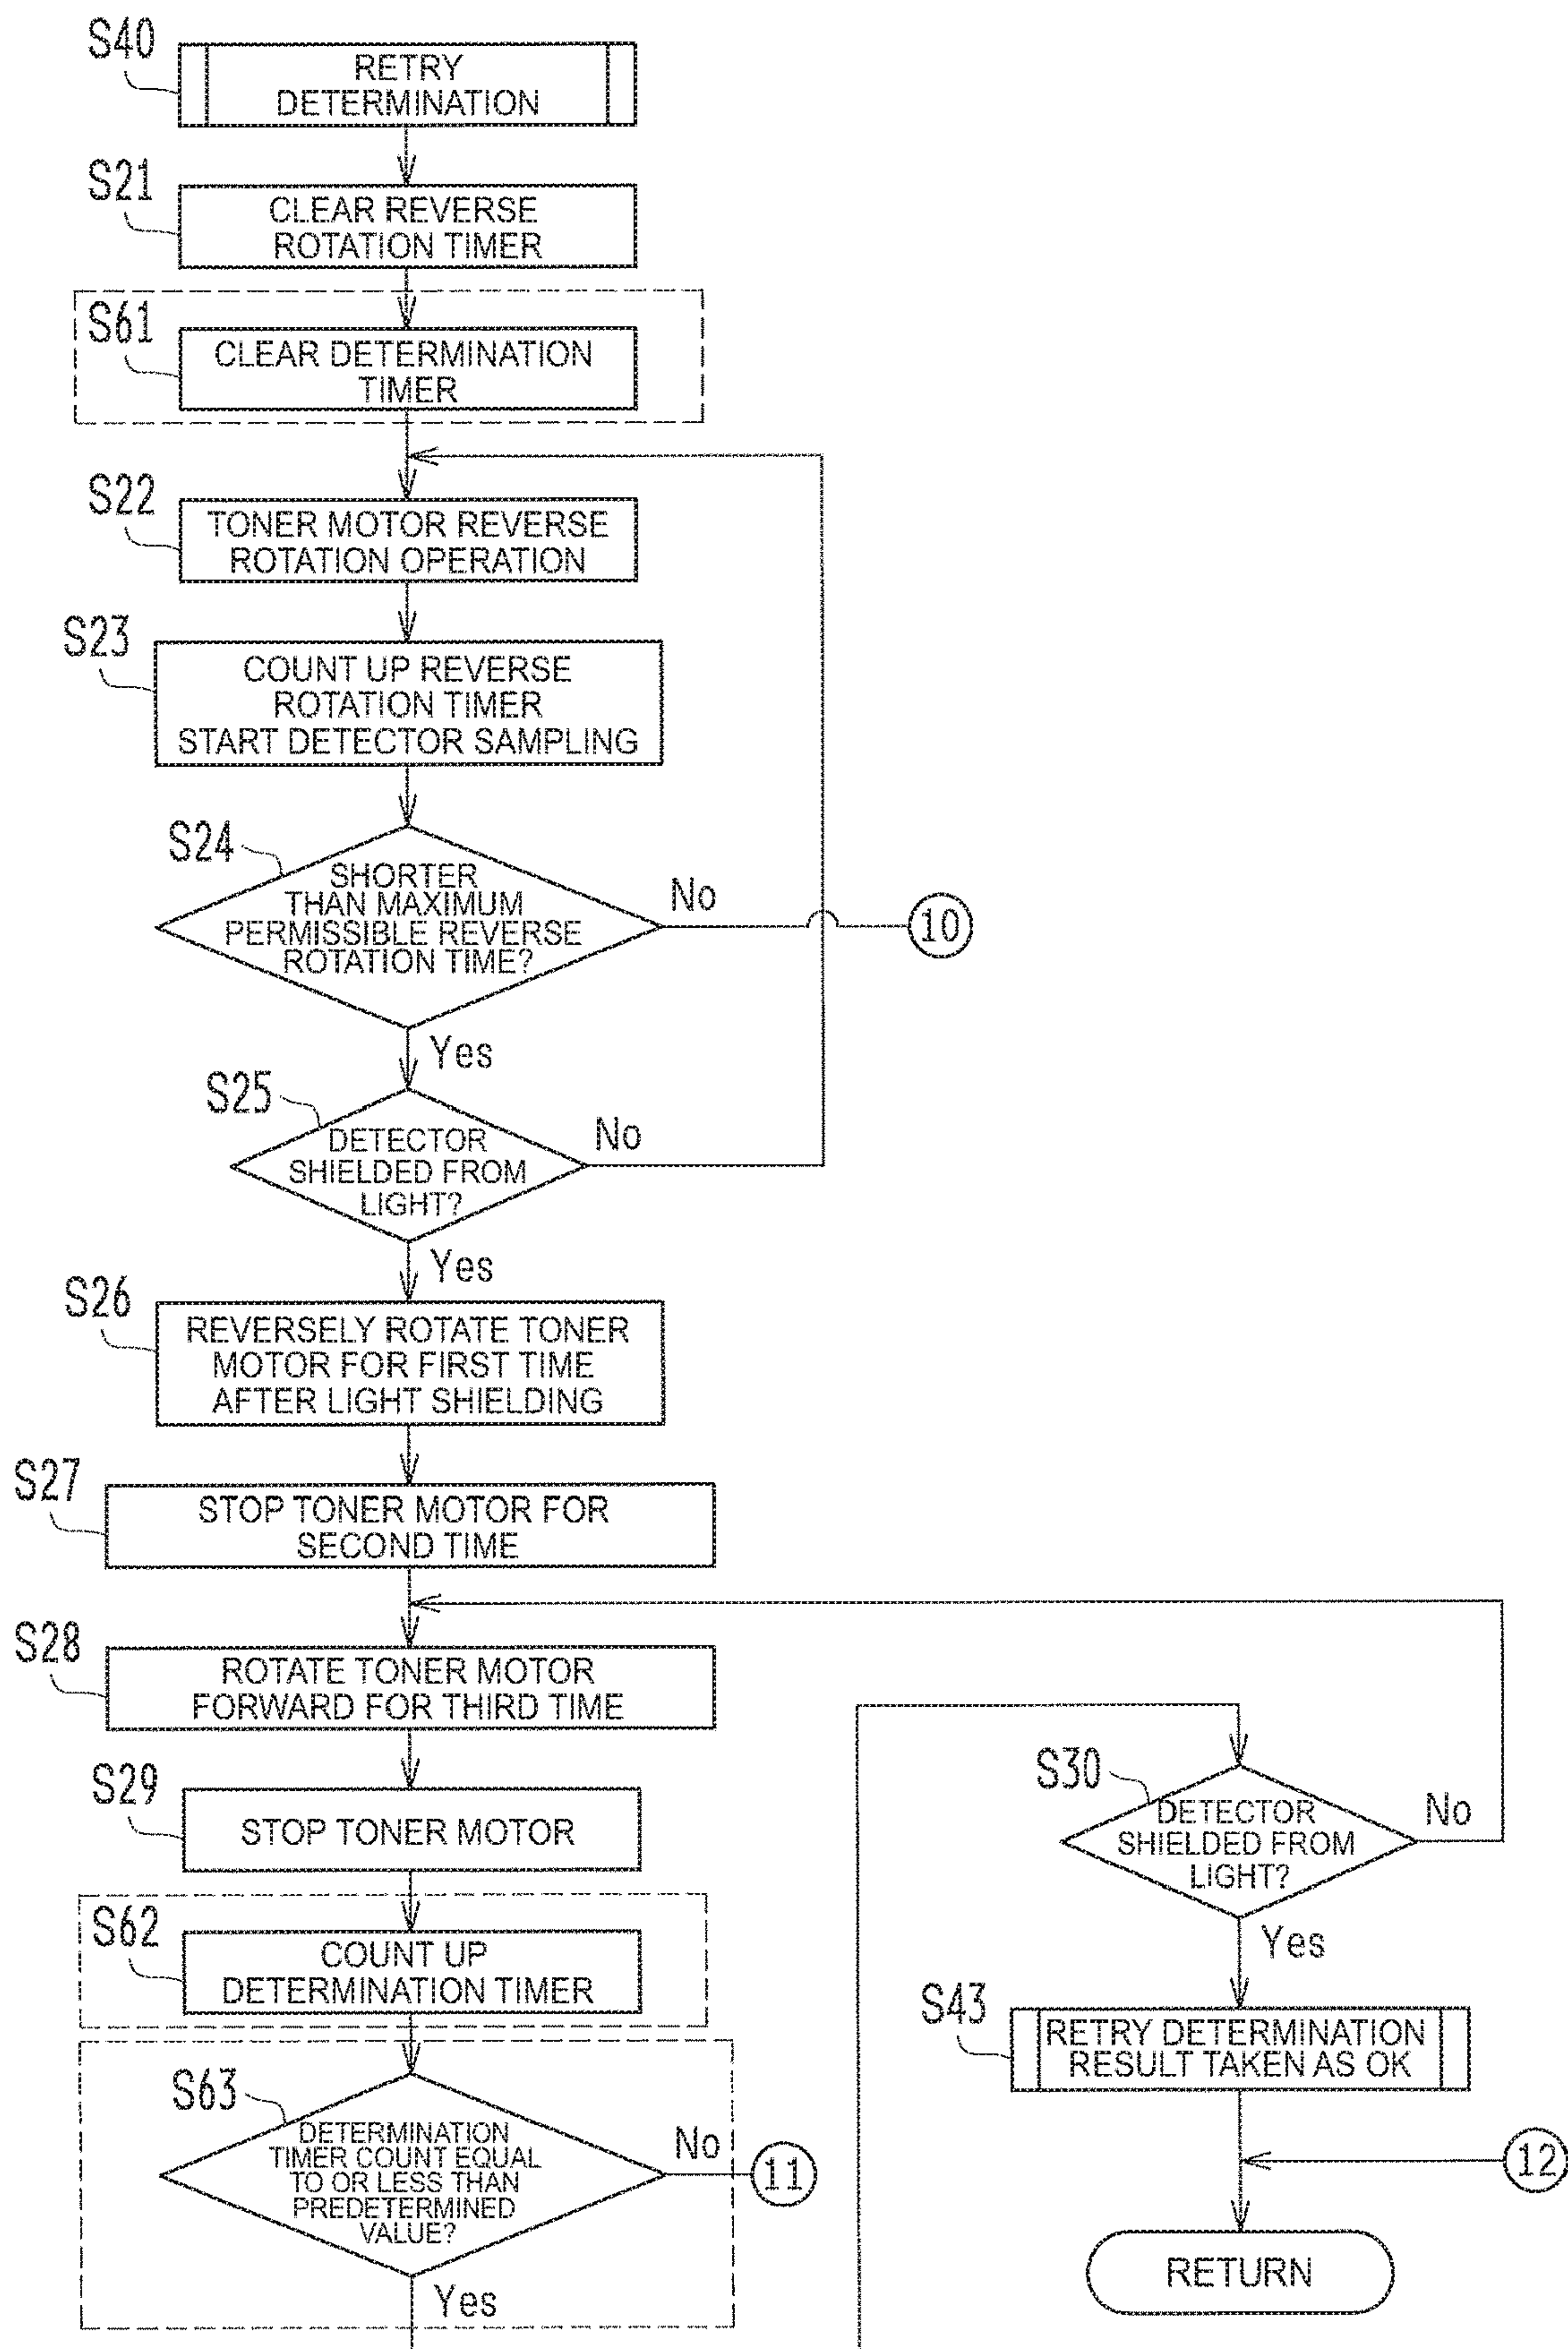 S40
RETRY
DETERMINATION
S21
CLEAR REVERSE
ROTATION TIMER
S61
CLEAR DETERMINATION
TIMER
S22
TONER MOTOR REVERSE
ROTATION OPERATION
S23
COUNT UP REVERSE
ROTATION TIMER
START DETECTOR SAMPLING
S24
SHORTER
THAN MAXIMUM
PERMISSIBLE REVERSE
ROTATION TIME?
No
10
Yes
S25
DETECTOR
SHIELDED FROM
LIGHT?
No
Yes
S26
REVERSELY ROTATE TONER
MOTOR FOR FIRST TIME
AFTER LIGHT SHIELDING
S27
STOP TONER MOTOR FOR
SECOND TIME
S28
ROTATE TONER MOTOR
FORWARD FOR THIRD TIME
S29
STOP TONER MOTOR
S62
COUNT UP
DETERMINATION TIMER
S63
DETERMINATION
TIMER COUNT EQUAL
TO OR LESS THAN
PREDETERMINED
VALUE?
No
11
Yes
S30
DETECTOR
SHIELDED FROM
LIGHT?
No
Yes
S43
RETRY DETERMINATION
RESULT TAKEN AS OK
12
RETURN